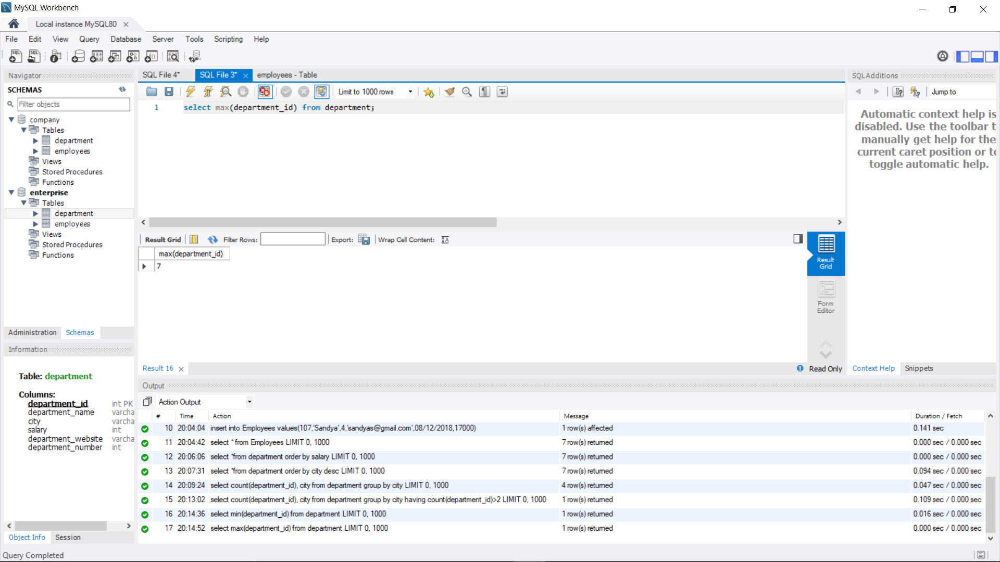 MySQL Workbench
Local instance MySQL80
File Edit View Query Database Server Tools Scripting Help
Navigator
SCHEMAS
Filter objects
company
Tables
department
employees
Views
Stored Procedures
Functions
enterprise
Tables
department
employees
Views
Stored Procedures
Functions
Administration Schemas
Information
Table: department
Columns:
department_id int PK
department_name varcha
city varcha
salary int
department_website varcha
department_number int
Object Info Session
Query Completed
SQL File 4* SQL File 3* employees - Table
Limit to 1000 rows
1 select max(department_id) from department;
Result Grid Filter Rows: Export: Wrap Cell Content:
max(department_id)
7
Result Grid
Form Editor
Result 16
Read Only
SQLAdditions
Jump to
Automatic context help is
disabled. Use the toolbar t
manually get help for the
current caret position or to
toggle automatic help.
Context Help Snippets
Output
Action Output
# Time Action Message Duration / Fetch
10 20:04:04 insert into Employees values(107,'Sandya',4,'sandyas@gmail.com',08/12/2018,17000) 1 row(s) affected 0.141 sec
11 20:04:42 select * from Employees LIMIT 0, 1000 7 row(s) returned 0.000 sec / 0.000 sec
12 20:06:06 select *from department order by salary LIMIT 0, 1000 7 row(s) returned 0.000 sec / 0.000 sec
13 20:07:31 select *from department order by city desc LIMIT 0, 1000 7 row(s) returned 0.094 sec / 0.000 sec
14 20:09:24 select count(department_id), city from department group by city LIMIT 0, 1000 4 row(s) returned 0.047 sec / 0.000 sec
15 20:13:02 select count(department_id), city from department group by city having count(department_id)>2 LIMIT 0, 1000 1 row(s) returned 0.109 sec / 0.000 sec
16 20:14:36 select min(department_id) from department LIMIT 0, 1000 1 row(s) returned 0.016 sec / 0.000 sec
17 20:14:52 select max(department_id) from department LIMIT 0, 1000 1 row(s) returned 0.000 sec / 0.000 sec